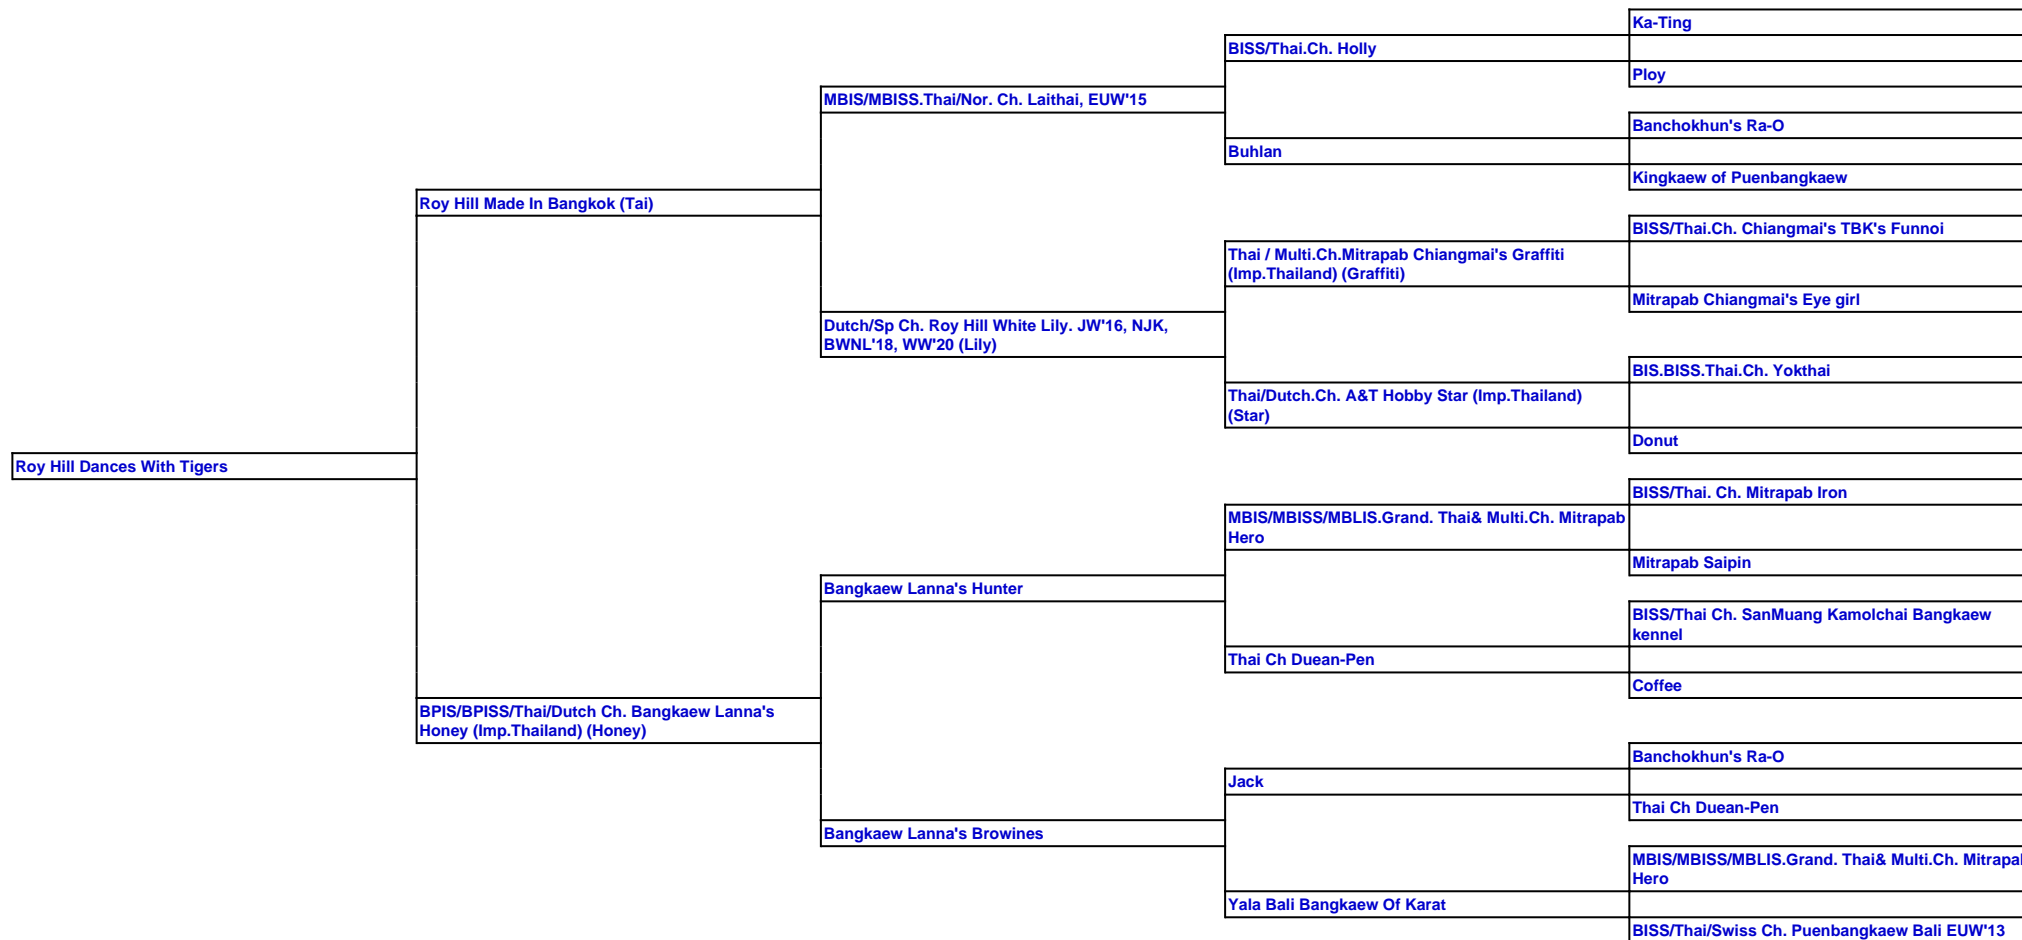 Ka-Ting
BISS/Thai.Ch. Holly
Ploy
MBIS/MBISS.Thai/Nor. Ch. Laithai, EUW'15
Banchokhun's Ra-O
Buhlan
Kingkaew of Puenbangkaew
Roy Hill Made In Bangkok (Tai)
BISS/Thai.Ch. Chiangmai's TBK's Funnoi
Thai / Multi.Ch.Mitrapab Chiangmai's Graffiti
(Imp.Thailand) (Graffiti)
Mitrapab Chiangmai's Eye girl
Dutch/Sp Ch. Roy Hill White Lily. JW'16, NJK,
BWNL'18, WW'20 (Lily)
BIS.BISS.Thai.Ch. Yokthai
Thai/Dutch.Ch. A&T Hobby Star (Imp.Thailand)
(Star)
Donut
Roy Hill Dances With Tigers
BISS/Thai. Ch. Mitrapab Iron
MBIS/MBISS/MBLIS.Grand. Thai& Multi.Ch. Mitrapab
Hero
Mitrapab Saipin
Bangkaew Lanna's Hunter
BISS/Thai Ch. SanMuang Kamolchai Bangkaew
kennel
Thai Ch Duean-Pen
Coffee
BPIS/BPISS/Thai/Dutch Ch. Bangkaew Lanna's
Honey (Imp.Thailand) (Honey)
Banchokhun's Ra-O
Jack
Thai Ch Duean-Pen
Bangkaew Lanna's Browines
MBIS/MBISS/MBLIS.Grand. Thai& Multi.Ch.
Hero
Yala Bali Bangkaew Of Karat
BISS/Thai/Swiss Ch. Puenbangkaew Bali EUW'13